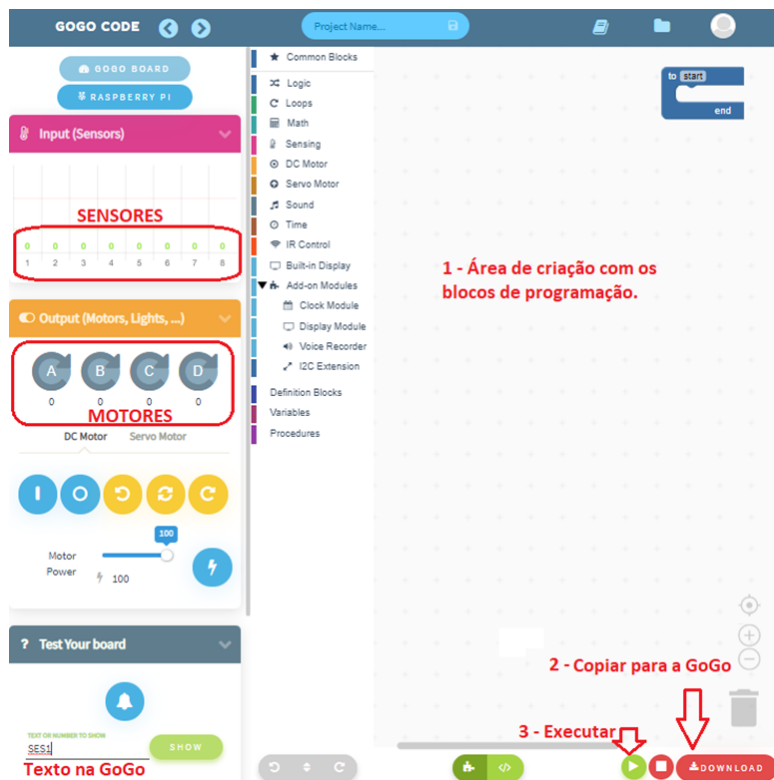 GOGO CODE
Project Name...
GOGO BOARD
RASPBERRY PI
Input (Sensors)
SENSORES
0 0 0 0 0 0 0 0
1 2 3 4 5 6 7 8
Output (Motors, Lights, ...)
A B C D
0 0 0 0
MOTORES
DC Motor Servo Motor
100
Motor
Power
100
? Test Your board
TEXT OR NUMBER TO SHOW
SES1
SHOW
Texto na GoGo
Common Blocks
Logic
Loops
Math
Sensing
DC Motor
Servo Motor
Sound
Time
IR Control
Built-in Display
Add-on Modules
Clock Module
Display Module
Voice Recorder
I2C Extension
Definition Blocks
Variables
Procedures
to start
end
1 - Área de criação com os
blocos de programação.
2 - Copiar para a GoGo
3 - Executar
DOWNLOAD